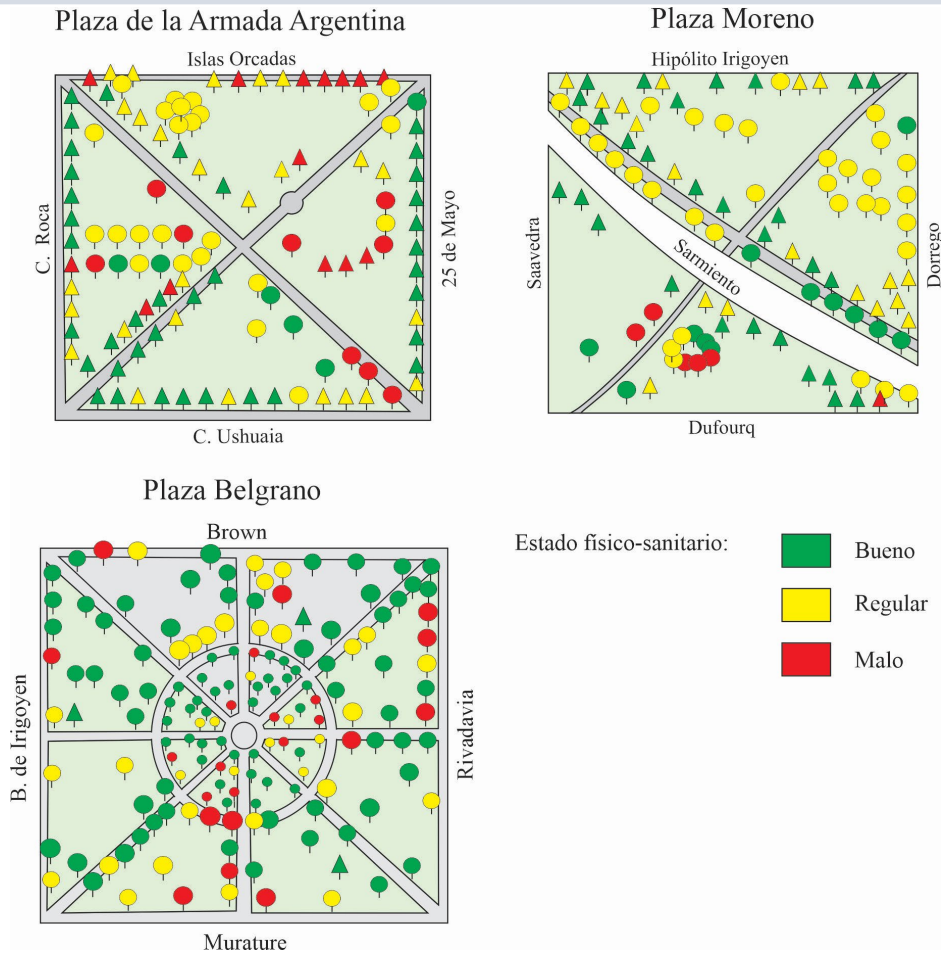 Plaza de la Armada Argentina
Islas Orcadas
C. Roca
25 de Mayo
C. Ushuaia
Plaza Moreno
Hipólito Irigoyen
Saavedra
Sarmiento
Dorrego
Dufourq
Plaza Belgrano
Brown
B. de Irigoyen
Rivadavia
Murature
Estado físico-sanitario:
Bueno
Regular
Malo